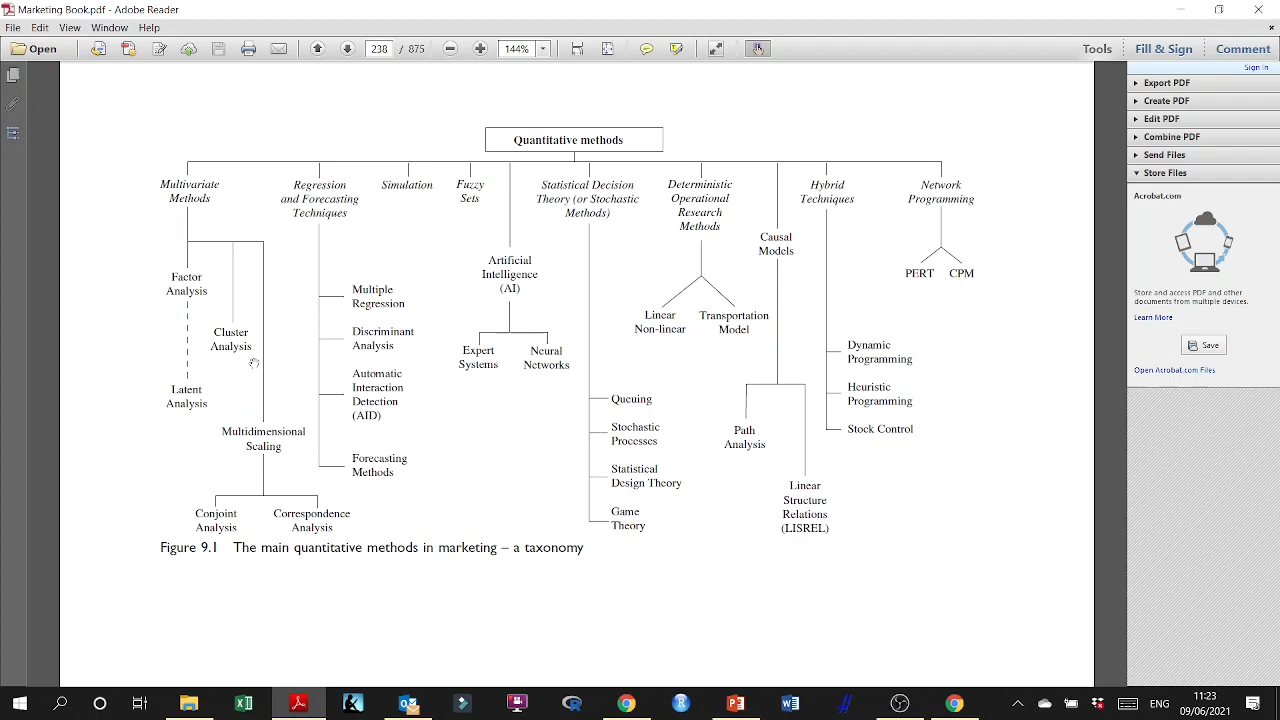 Marketing Book.pdf - Adobe Reader
File Edit View Window Help
Open
238 / 875
144%
Tools Fill & Sign Comment
Sign In
Export PDF
Create PDF
Edit PDF
Combine PDF
Send Files
Store Files
Acrobat.com
Store and access PDF and other
documents from multiple devices.
Learn More
Save
Open Acrobat.com Files
Quantitative methods
Multivariate
Methods
Regression
and Forecasting
Techniques
Simulation
Fuzzy
Sets
Statistical Decision
Theory (or Stochastic
Methods)
Deterministic
Operational
Research
Methods
Hybrid
Techniques
Network
Programming
Causal
Models
Artificial
Intelligence
(AI)
PERT CPM
Factor
Analysis
Cluster
Analysis
Latent
Analysis
Multidimensional
Scaling
Conjoint
Analysis
Correspondence
Analysis
Multiple
Regression
Discriminant
Analysis
Automatic
Interaction
Detection
(AID)
Forecasting
Methods
Expert
Systems
Neural
Networks
Queuing
Stochastic
Processes
Statistical
Design Theory
Game
Theory
Linear
Non-linear
Transportation
Model
Path
Analysis
Linear
Structure
Relations
(LISREL)
Dynamic
Programming
Heuristic
Programming
Stock Control
Figure 9.1 The main quantitative methods in marketing – a taxonomy
ENG
11:23
09/06/2021